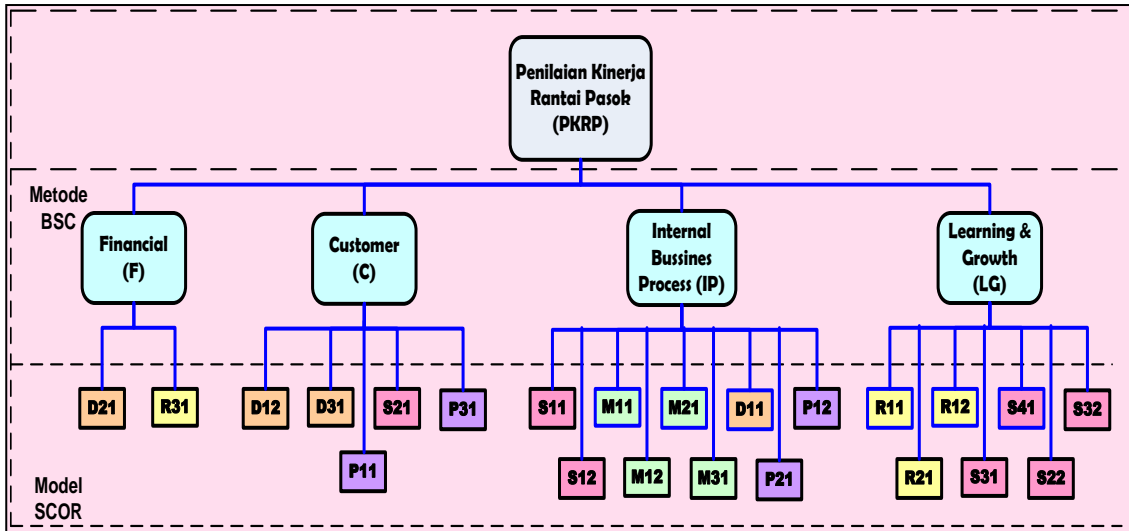 Penilaian Kinerja
Rantai Pasok
(PKRP)
Metode
BSC
Financial
(F)
Customer
(C)
Internal
Bussines
Process (IP)
Learning &
Growth
(LG)
D21 R31 D12 D31 S21 P31 S11 M11 M21 D11 P12 R11 R12 S41 S32
P11 S12 M12 M31 P21 R21 S31 S22
Model
SCOR